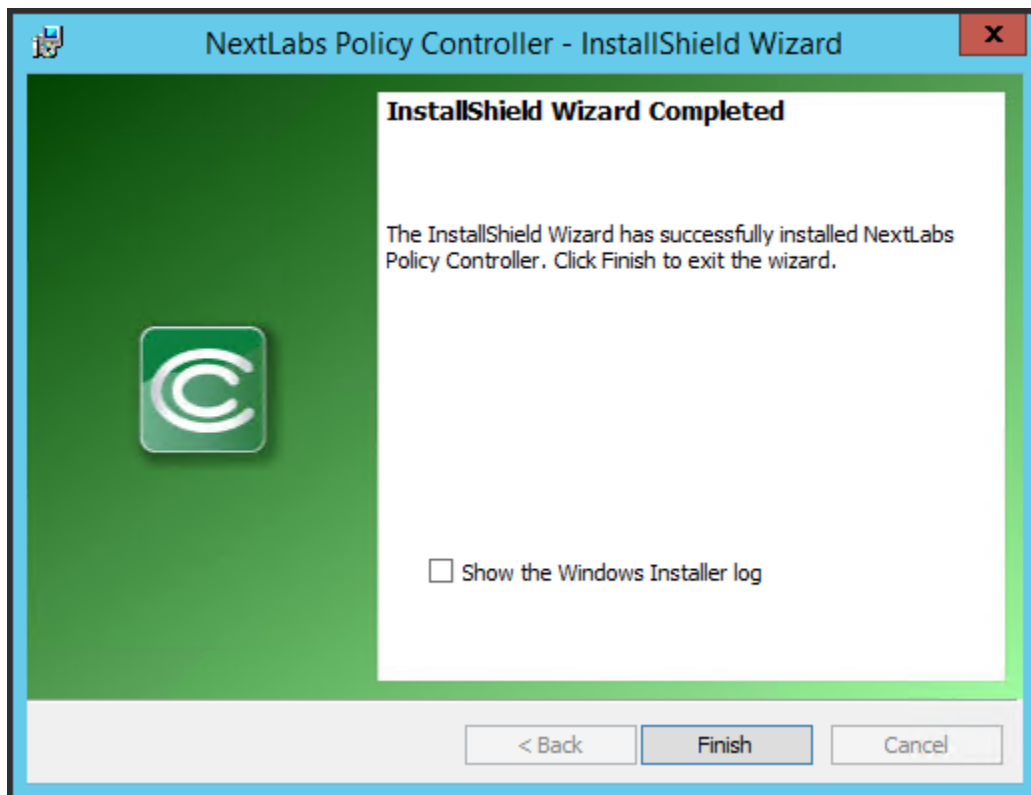 NextLabs Policy Controller - InstallShield Wizard
x
InstallShield Wizard Completed
The InstallShield Wizard has successfully installed NextLabs
Policy Controller. Click Finish to exit the wizard.
Show the Windows Installer log
< Back Finish Cancel